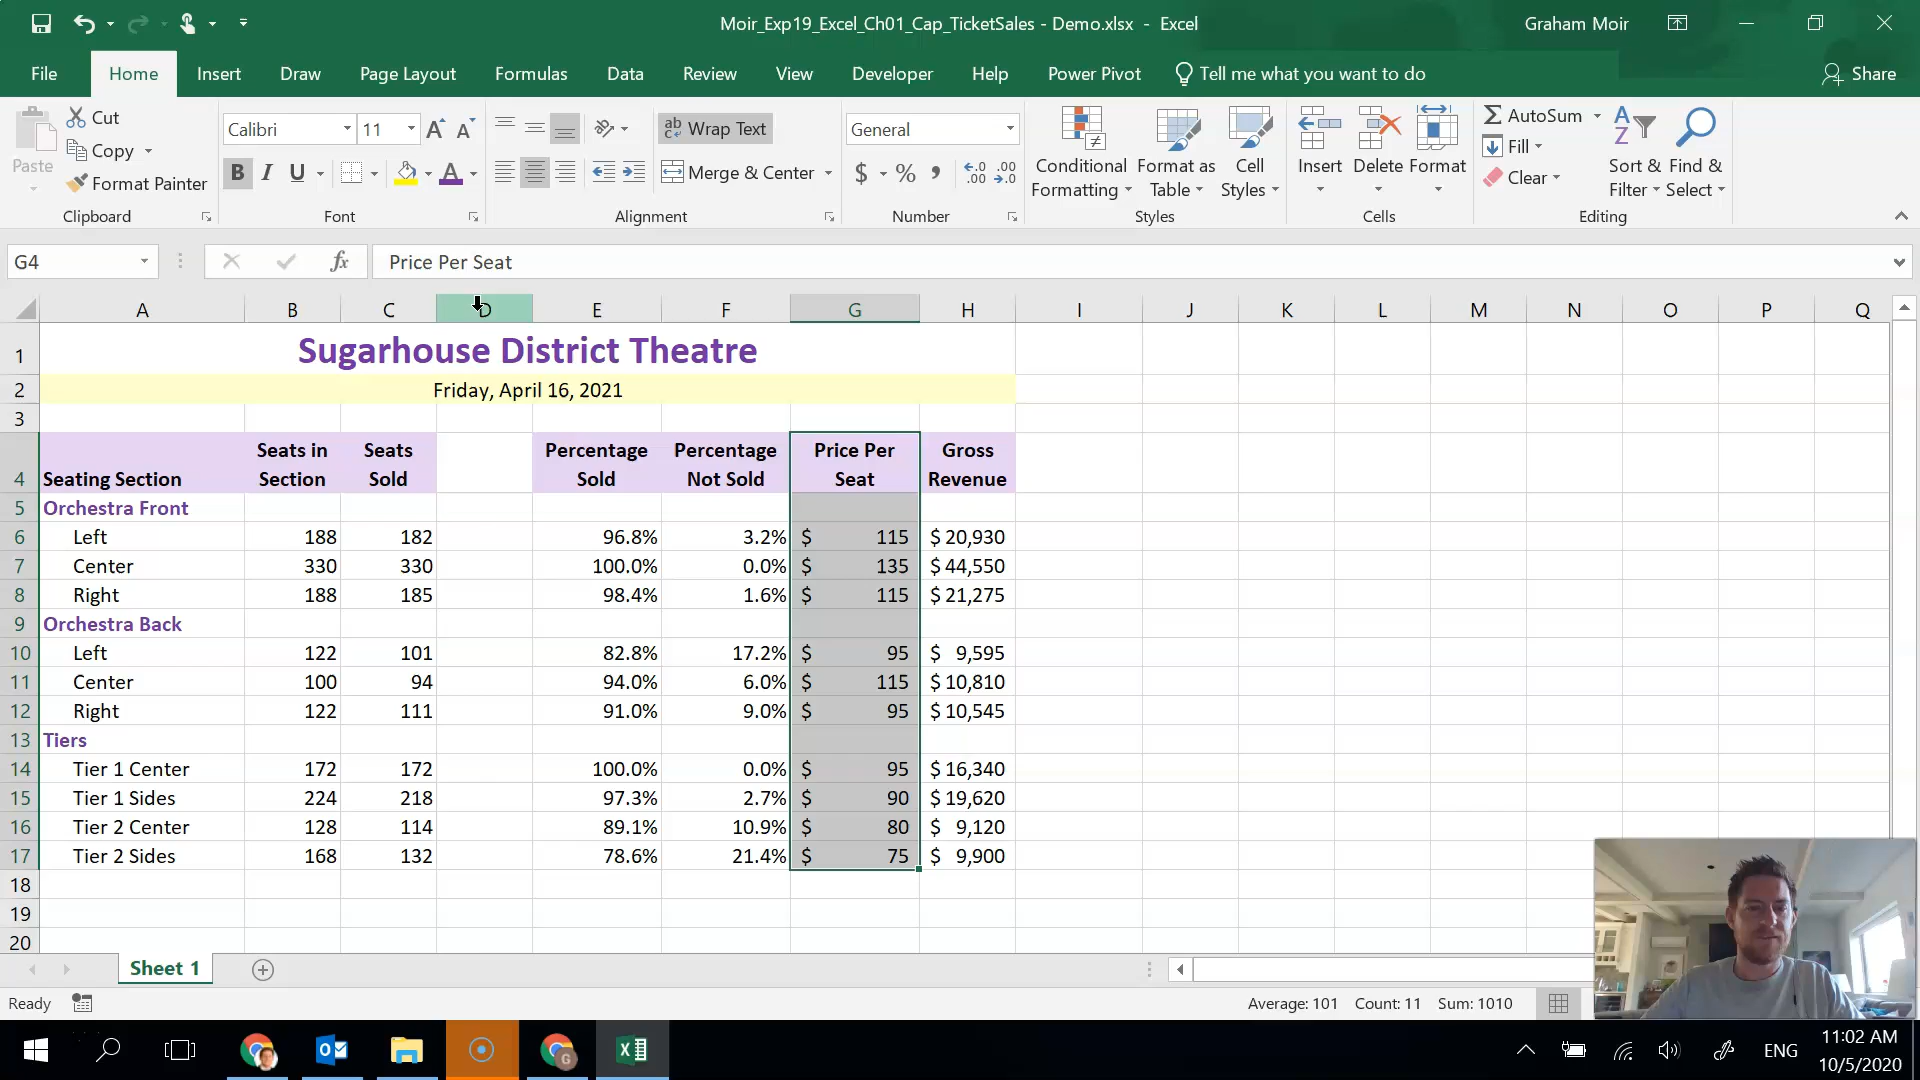 Moir_Exp19_Excel_Ch01_Cap_TicketSales - Demo.xlsx - Excel
Graham Moir
File Home Insert Draw Page Layout Formulas Data Review View Developer Help Power Pivot Tell me what you want to do Share
Paste
Cut
Copy
Format Painter
Clipboard
Calibri 11
B I U
Font
Wrap Text
Merge & Center
Alignment
General
$ % ,
Number
Conditional Formatting
Format as Table
Cell Styles
Styles
Insert Delete Format
Cells
AutoSum
Fill
Clear
Sort & Filter
Find & Select
Editing
G4 fx Price Per Seat
A B C D E F G H I J K L M N O P Q
1 Sugarhouse District Theatre
2 Friday, April 16, 2021
3
4 Seating Section Seats in Section Seats Sold Percentage Sold Percentage Not Sold Price Per Seat Gross Revenue
5 Orchestra Front
6 Left 188 182 96.8% 3.2% $ 115 $ 20,930
7 Center 330 330 100.0% 0.0% $ 135 $ 44,550
8 Right 188 185 98.4% 1.6% $ 115 $ 21,275
9 Orchestra Back
10 Left 122 101 82.8% 17.2% $ 95 $ 9,595
11 Center 100 94 94.0% 6.0% $ 115 $ 10,810
12 Right 122 111 91.0% 9.0% $ 95 $ 10,545
13 Tiers
14 Tier 1 Center 172 172 100.0% 0.0% $ 95 $ 16,340
15 Tier 1 Sides 224 218 97.3% 2.7% $ 90 $ 19,620
16 Tier 2 Center 128 114 89.1% 10.9% $ 80 $ 9,120
17 Tier 2 Sides 168 132 78.6% 21.4% $ 75 $ 9,900
18
19
20
Sheet 1
Ready Average: 101 Count: 11 Sum: 1010
ENG
11:02 AM
10/5/2020